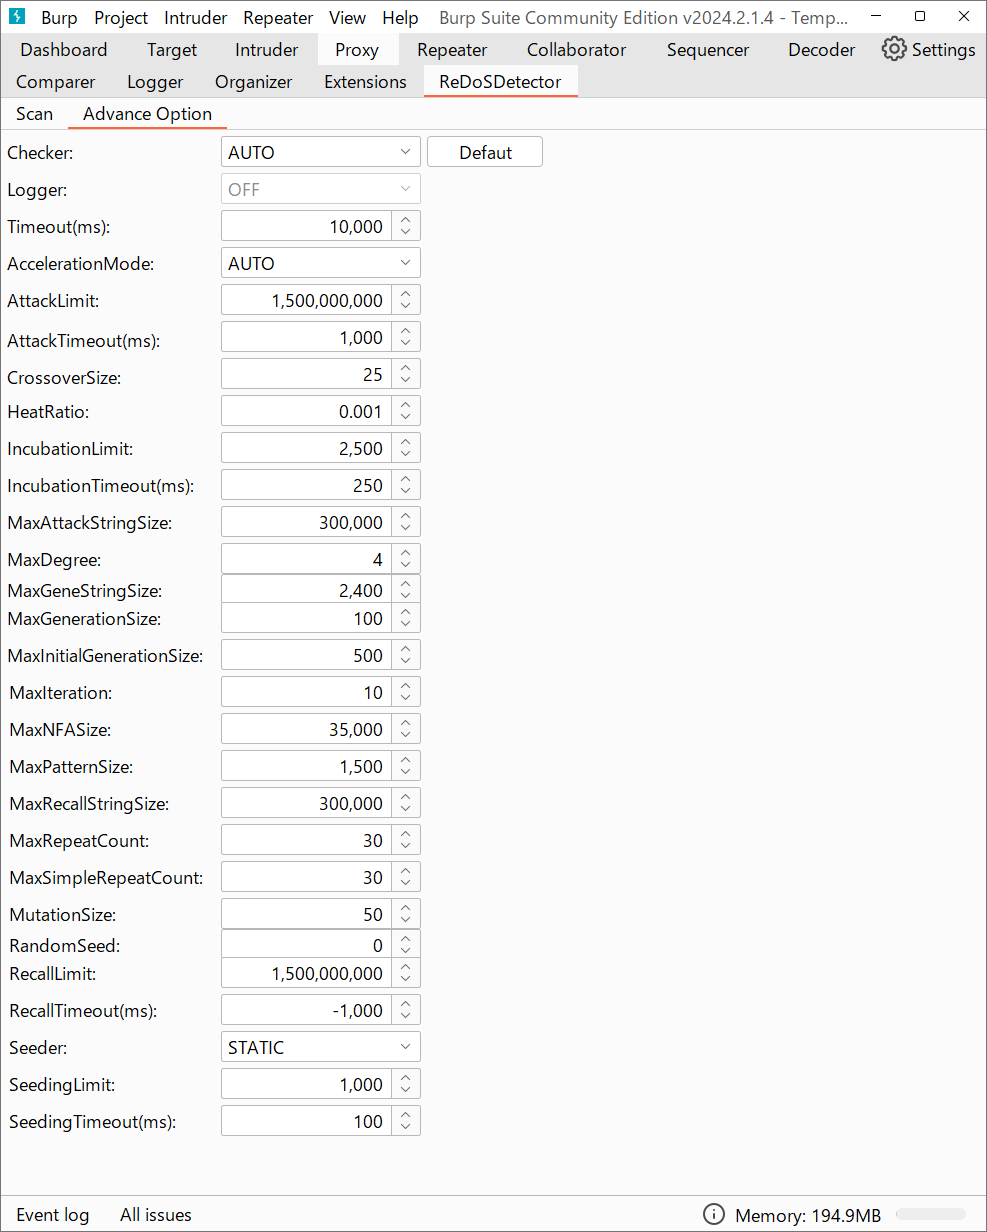 Burp Project Intruder Repeater View Help Burp Suite Community Edition v2024.2.1.4 - Temp...
Dashboard Target Intruder Proxy Repeater Collaborator Sequencer Decoder Settings
Comparer Logger Organizer Extensions ReDoSDetector
Scan Advance Option
Checker: AUTO Defaut
Logger: OFF
Timeout(ms): 10,000
AccelerationMode: AUTO
AttackLimit: 1,500,000,000
AttackTimeout(ms): 1,000
CrossoverSize: 25
HeatRatio: 0.001
IncubationLimit: 2,500
IncubationTimeout(ms): 250
MaxAttackStringSize: 300,000
MaxDegree: 4
MaxGeneStringSize: 2,400
MaxGenerationSize: 100
MaxInitialGenerationSize: 500
MaxIteration: 10
MaxNFASize: 35,000
MaxPatternSize: 1,500
MaxRecallStringSize: 300,000
MaxRepeatCount: 30
MaxSimpleRepeatCount: 30
MutationSize: 50
RandomSeed: 0
RecallLimit: 1,500,000,000
RecallTimeout(ms): -1,000
Seeder: STATIC
SeedingLimit: 1,000
SeedingTimeout(ms): 100
Event log All issues Memory: 194.9MB